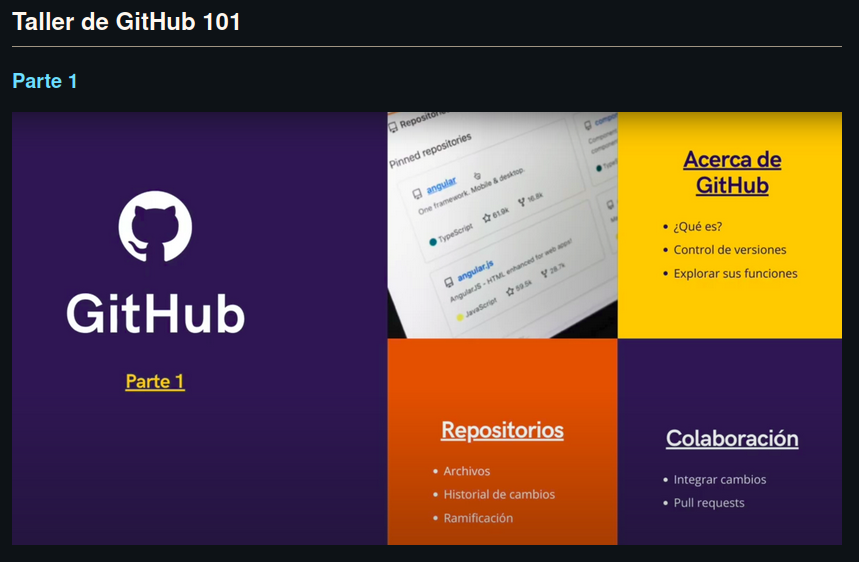 Taller de GitHub 101
Parte 1
GitHub
Parte 1
Repositories
Pinned repositories
angular
One framework. Mobile & desktop.
TypeScript 61.9k 16.8k
angular.js
AngularJS - HTML enhanced for web apps!
JavaScript 59.5k 28.7k
Acerca de
GitHub
• ¿Qué es?
• Control de versiones
• Explorar sus funciones
Repositorios
• Archivos
• Historial de cambios
• Ramificación
Colaboración
• Integrar cambios
• Pull requests